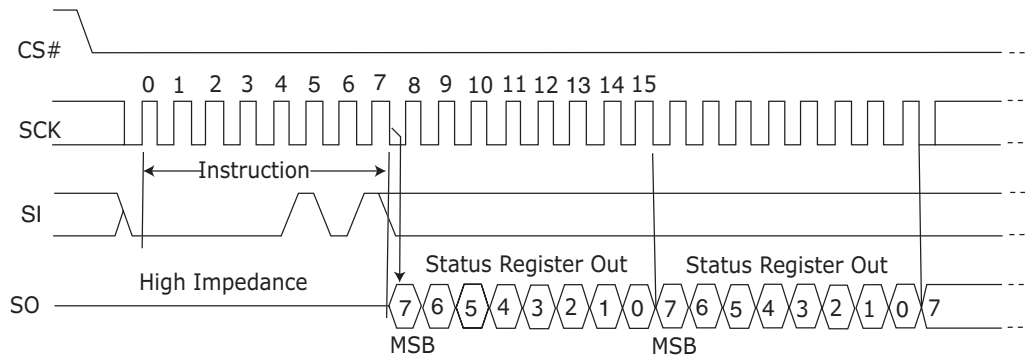 CS#
0 1 2 3 4 5 6 7 8 9 10 11 12 13 14 15
SCK
Instruction
SI
High Impedance
Status Register Out Status Register Out
SO
7 6 5 4 3 2 1 0 7 6 5 4 3 2 1 0 7
MSB MSB